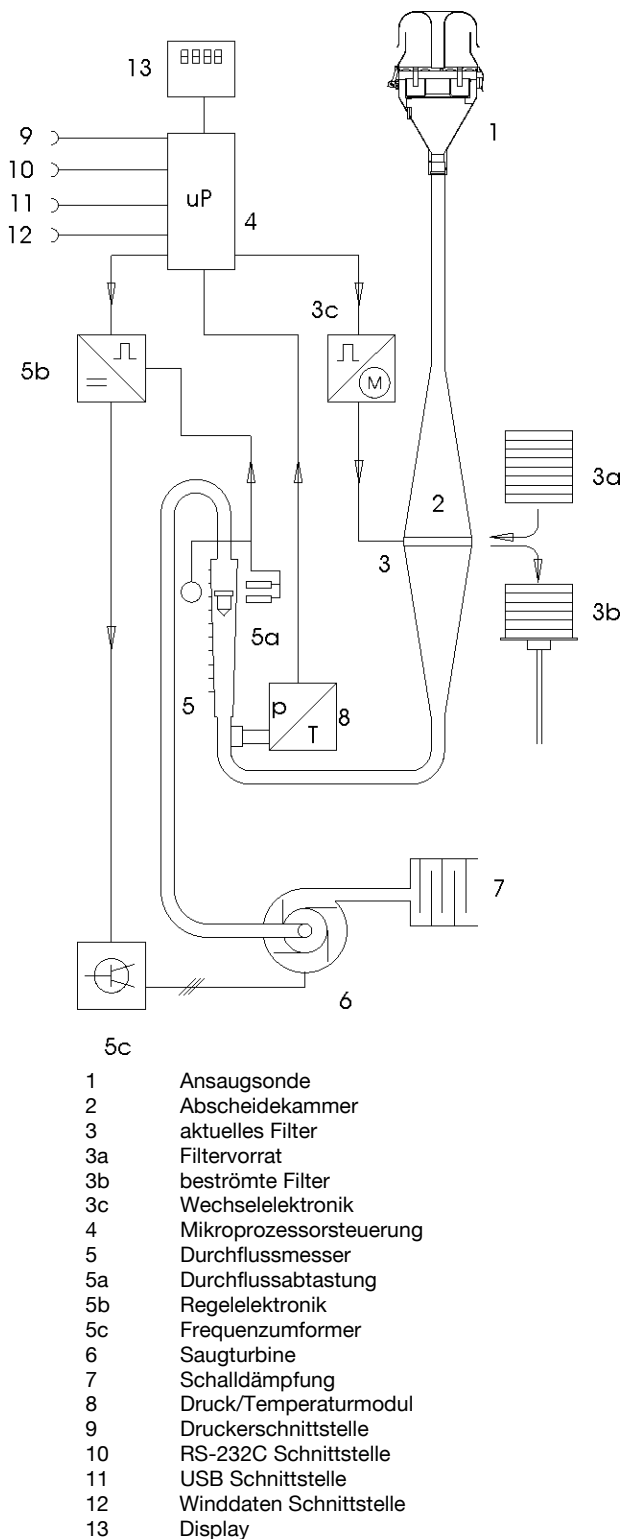 13
1
9
10
uP
11
4
12
3c
5b
M
3a
2
3
3b
5a
5
p
8
T
7
6
5c
1 Ansaugsonde
2 Abscheidekammer
3 aktuelles Filter
3a Filtervorrat
3b beströmte Filter
3c Wechselelektronik
4 Mikroprozessorsteuerung
5 Durchflussmesser
5a Durchflussabtastung
5b Regelelektronik
5c Frequenzumformer
6 Saugturbine
7 Schalldämpfung
8 Druck/Temperaturmodul
9 Druckerschnittstelle
10 RS-232C Schnittstelle
11 USB Schnittstelle
12 Winddaten Schnittstelle
13 Display